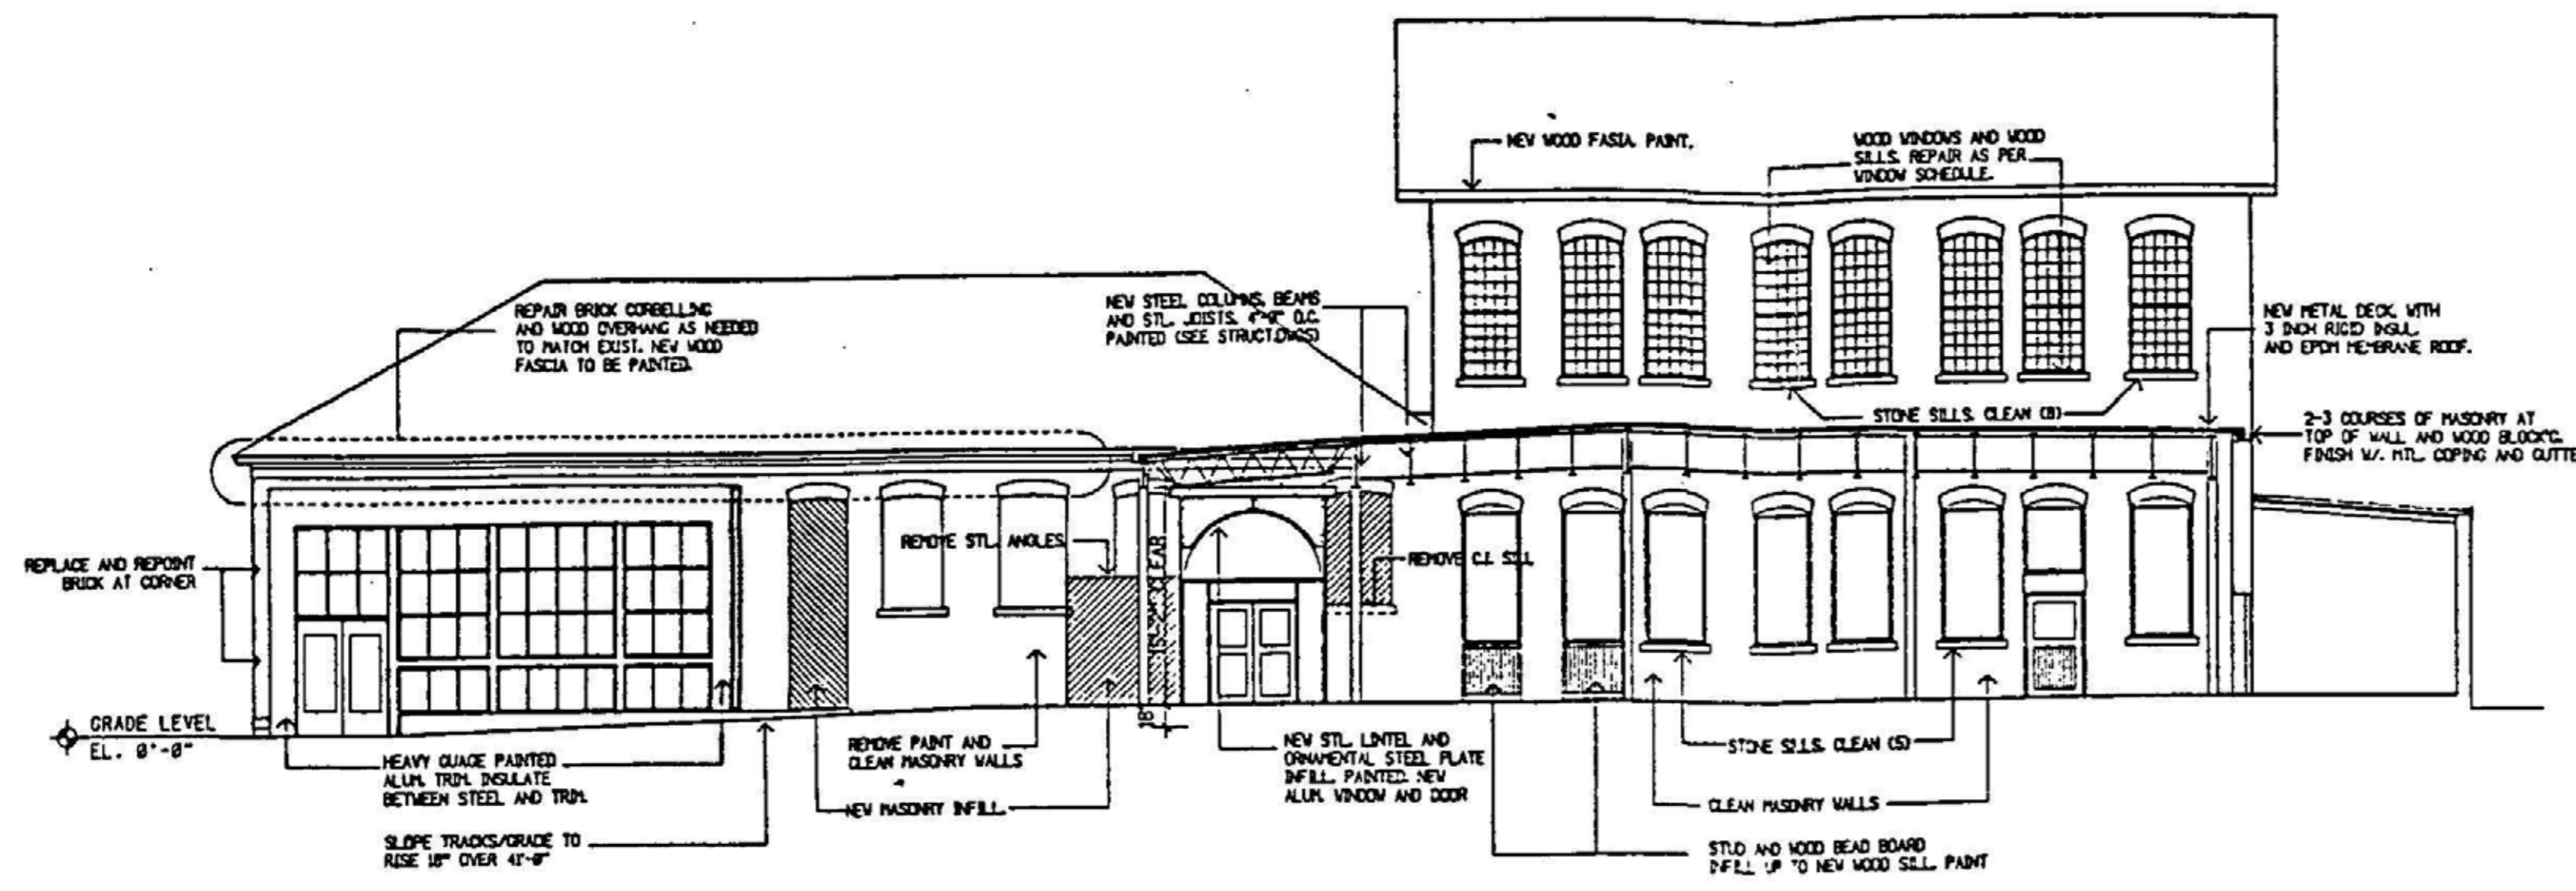 NEW WOOD FASIA. PAINT.
WOOD WINDOWS AND WOOD
SILLS. REPAIR AS PER
WINDOW SCHEDULE.
REPAIR BRICK CORBELLING
AND WOOD OVERHANG AS NEEDED
TO MATCH EXIST. NEW WOOD
FASCIA TO BE PAINTED.
NEW STEEL COLUMNS, BEAMS
AND STL. JOISTS, O.C.
PAINTED (SEE STRUCT.DWGS)
NEW METAL DECK, WITH
3 INCH RIGID INSUL.
AND EPDM MEMBRANE ROOF.
STONE SILLS. CLEAN (8)
2-3 COURSES OF MASONRY AT
TOP OF WALL AND WOOD BLOCK'G.
FINISH W/. MTL. COPING AND GUTTE
REMOVE STL. ANGLES
CLEAR
REMOVE C.I. SILL
REPLACE AND REPOINT
BRICK AT CORNER
GRADE LEVEL
EL. 0'-0"
HEAVY GUAGE PAINTED
ALUM. TRIM. INSULATE
BETWEEN STEEL AND TRIM.
REMOVE PAINT AND
CLEAN MASONRY WALLS
18"
NEW STL. LINTEL AND
ORNAMENTAL STEEL PLATE
INFILL. PAINTED. NEW
ALUM. WINDOW AND DOOR
STONE SILLS. CLEAN (5)
NEW MASONRY INFILL.
CLEAN MASONRY WALLS
SLOPE TRACKS/GRADE TO
RISE 18" OVER 41'-0"
STUD AND WOOD BEAD BOARD
INFILL UP TO NEW WOOD SILL. PAINT